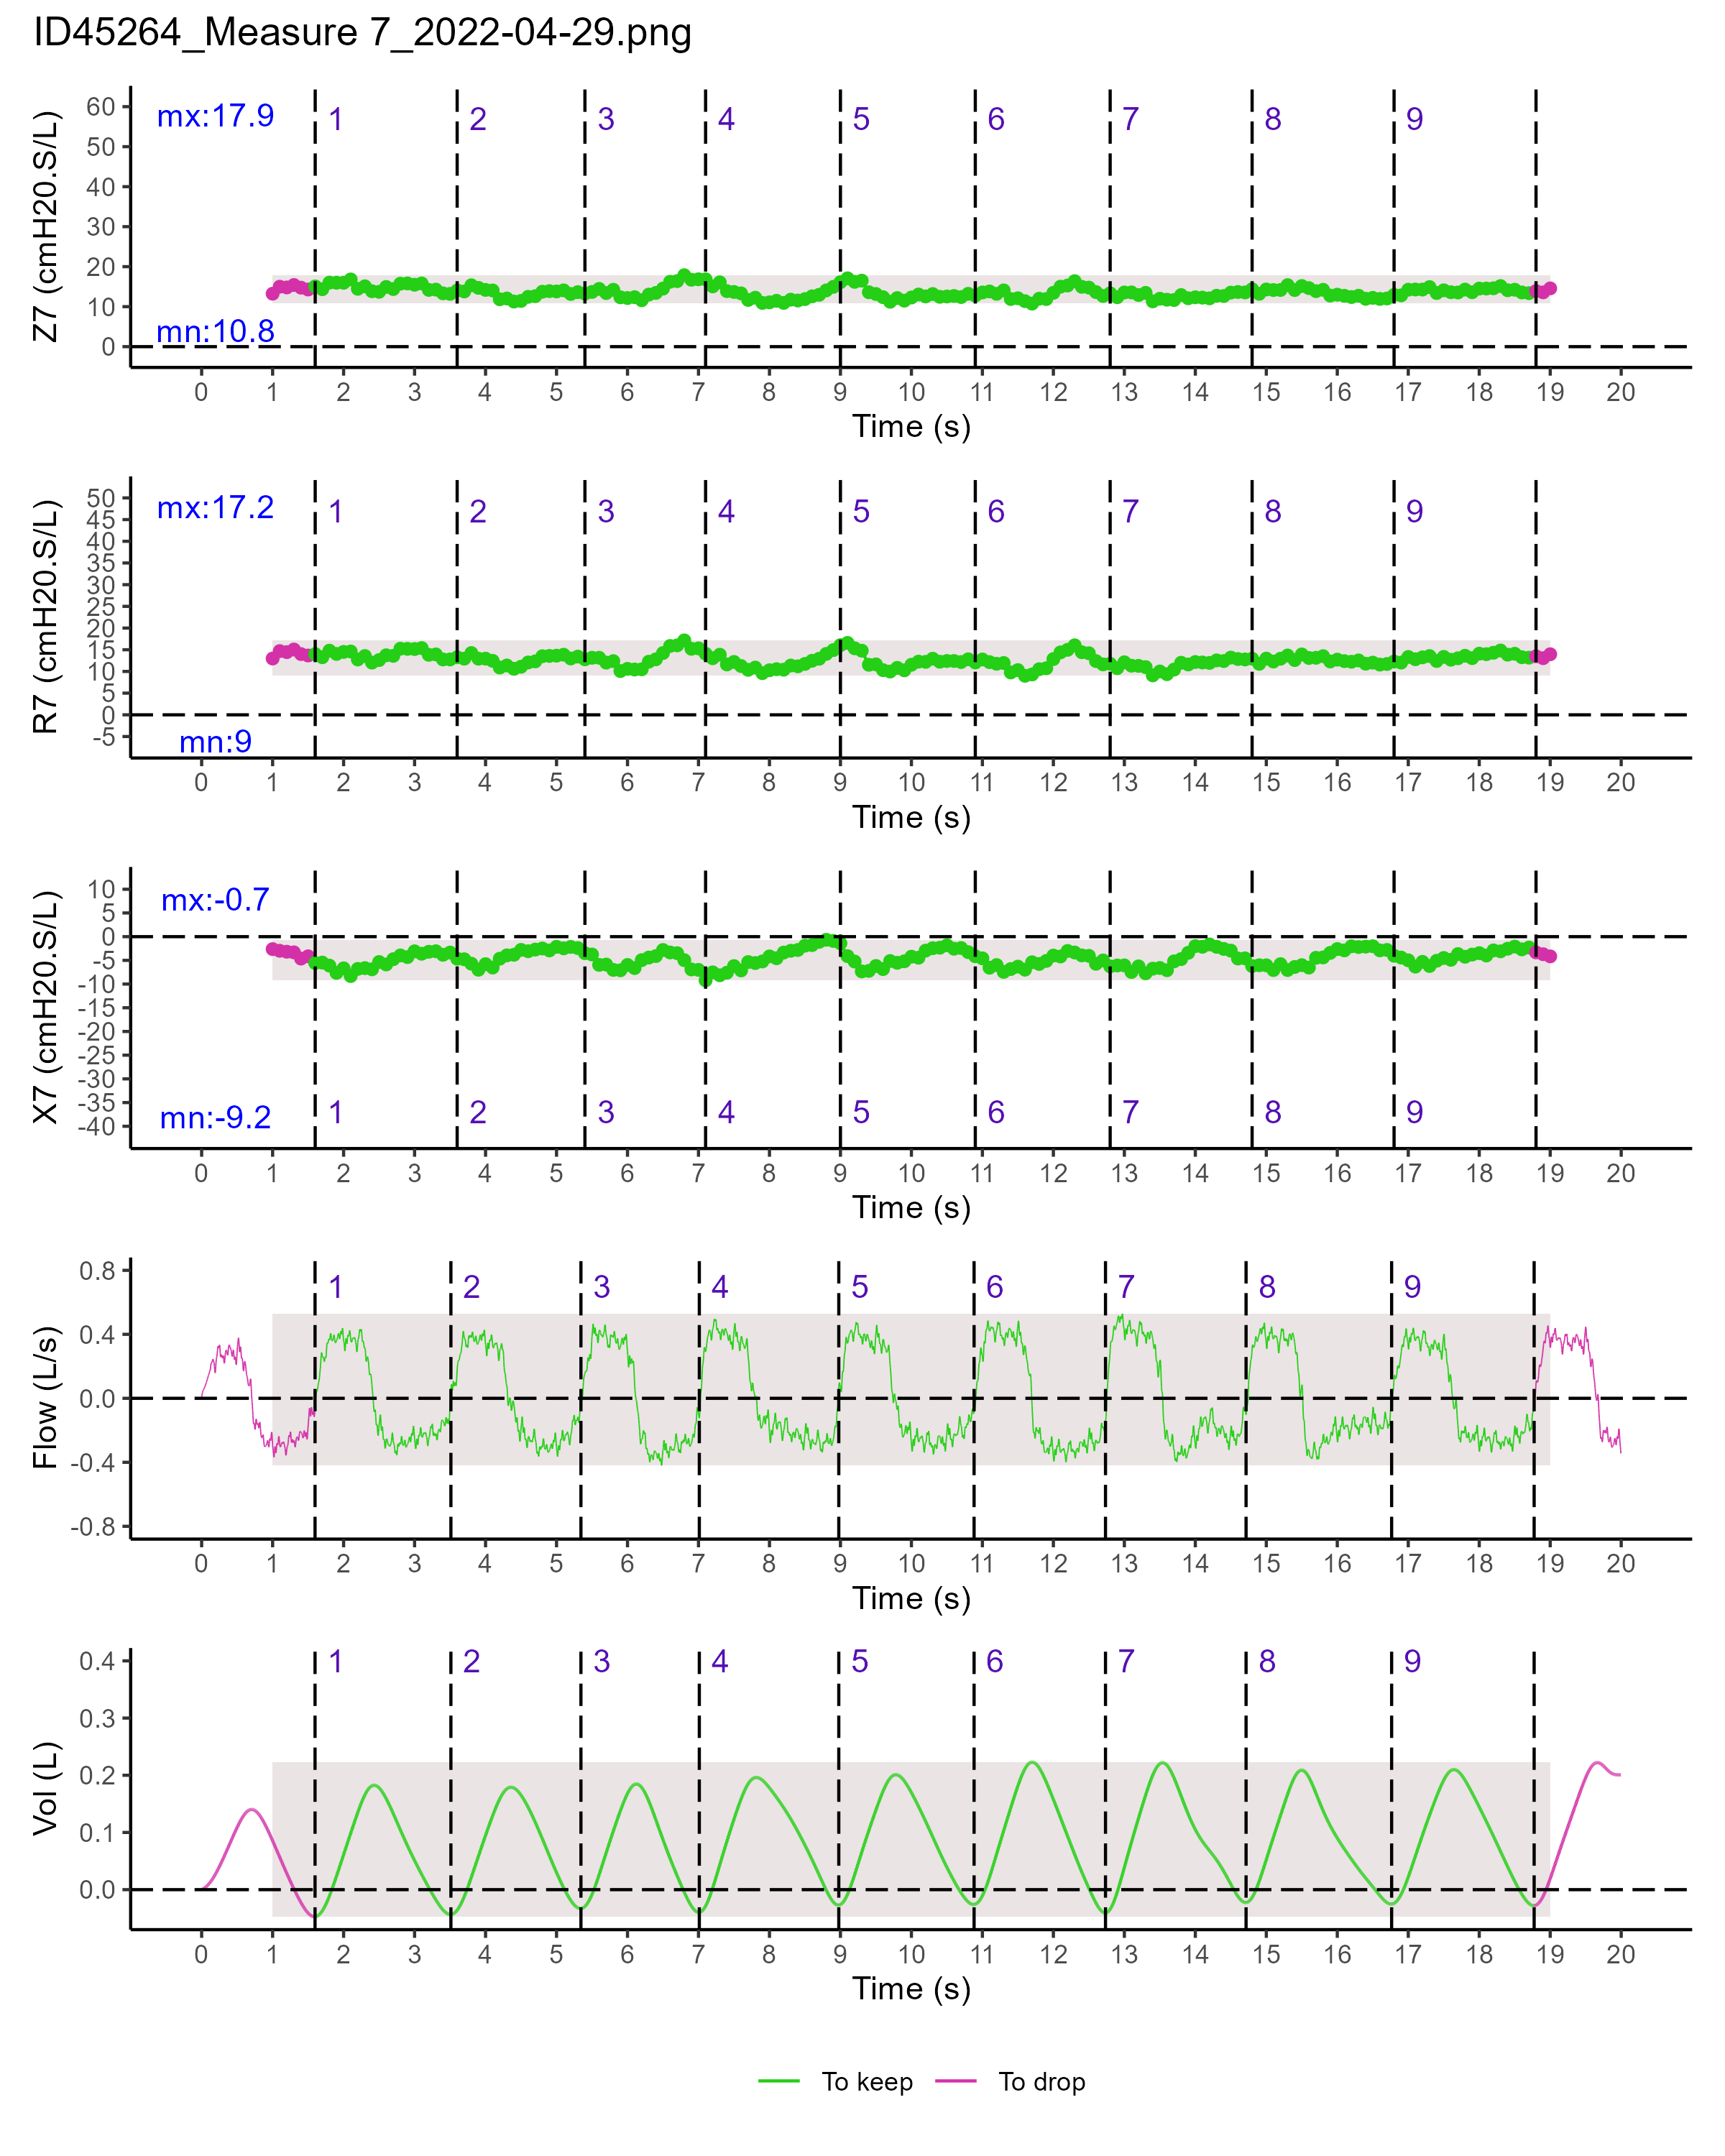 ID45264_Measure 7_2022-04-29.png
Z7 (cmH20.S/L)
60
50
40
30
20
10
0
mx:17.9
mn:10.8
1 2 3 4 5 6 7 8 9
0 1 2 3 4 5 6 7 8 9 10 11 12 13 14 15 16 17 18 19 20
Time (s)
R7 (cmH20.S/L)
50
45
40
35
30
25
20
15
10
5
0
-5
mx:17.2
mn:9
1 2 3 4 5 6 7 8 9
0 1 2 3 4 5 6 7 8 9 10 11 12 13 14 15 16 17 18 19 20
Time (s)
X7 (cmH20.S/L)
10
5
0
-5
-10
-15
-20
-25
-30
-35
-40
mx:-0.7
mn:-9.2
1 2 3 4 5 6 7 8 9
0 1 2 3 4 5 6 7 8 9 10 11 12 13 14 15 16 17 18 19 20
Time (s)
Flow (L/s)
0.8
0.4
0.0
-0.4
-0.8
1 2 3 4 5 6 7 8 9
0 1 2 3 4 5 6 7 8 9 10 11 12 13 14 15 16 17 18 19 20
Time (s)
Vol (L)
0.4
0.3
0.2
0.1
0.0
1 2 3 4 5 6 7 8 9
0 1 2 3 4 5 6 7 8 9 10 11 12 13 14 15 16 17 18 19 20
Time (s)
To keep To drop